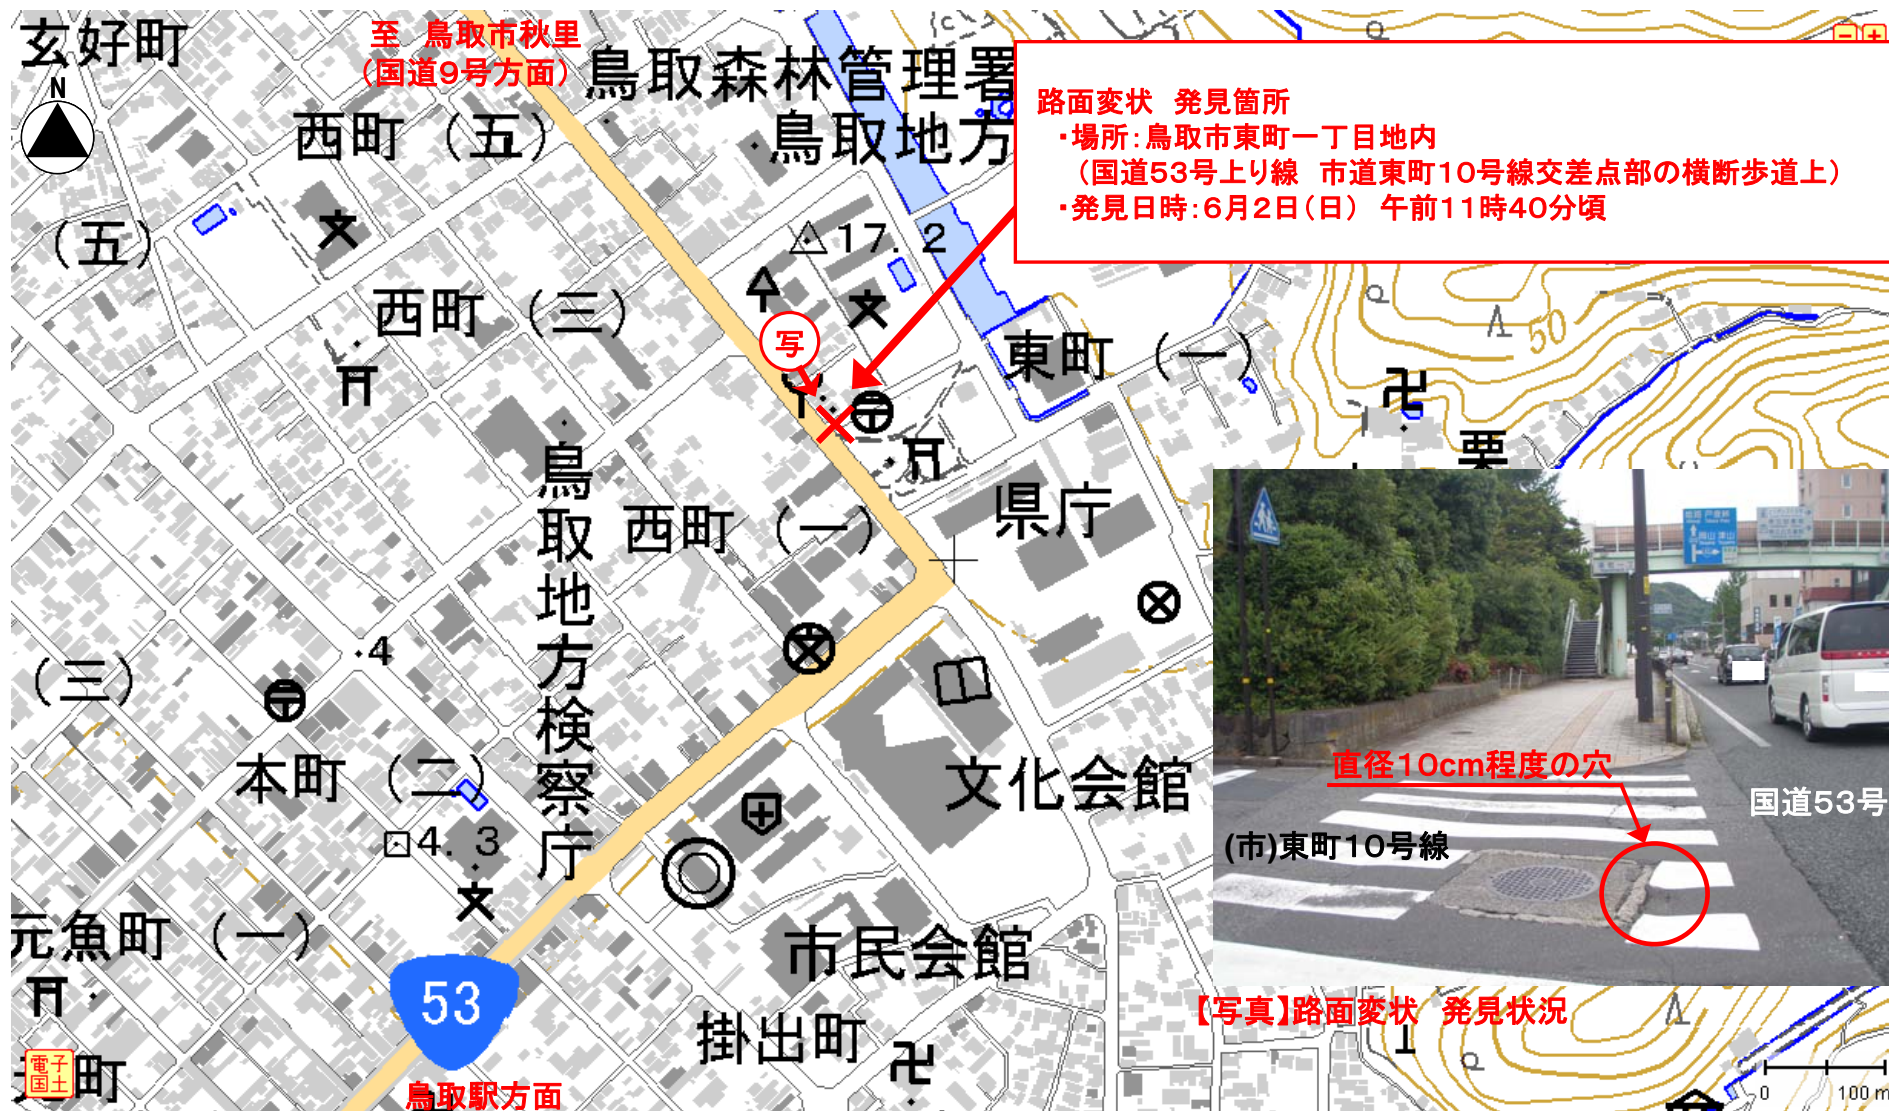 玄好町
至 鳥取市秋里
(国道9号方面)
N
鳥取森林管理署
西町（五）
鳥取地方
路面変状 発見箇所
・場所:鳥取市東町一丁目地内
(国道53号上り線 市道東町10号線交差点部の横断歩道上)
・発見日時:6月2日(日) 午前11時40分頃
（五）
17.2
西町（三）
写
東町（一）
50
栗
鳥取地方検察庁
西町（一）
県庁
4
（三）
本町（二）
文化会館
4.3
直径10cm程度の穴
国道53号
(市)東町10号線
元魚町（一）
市民会館
53
掛出町
【写真】路面変状 発見状況
電子国土
町
鳥取駅方面
0 100 m